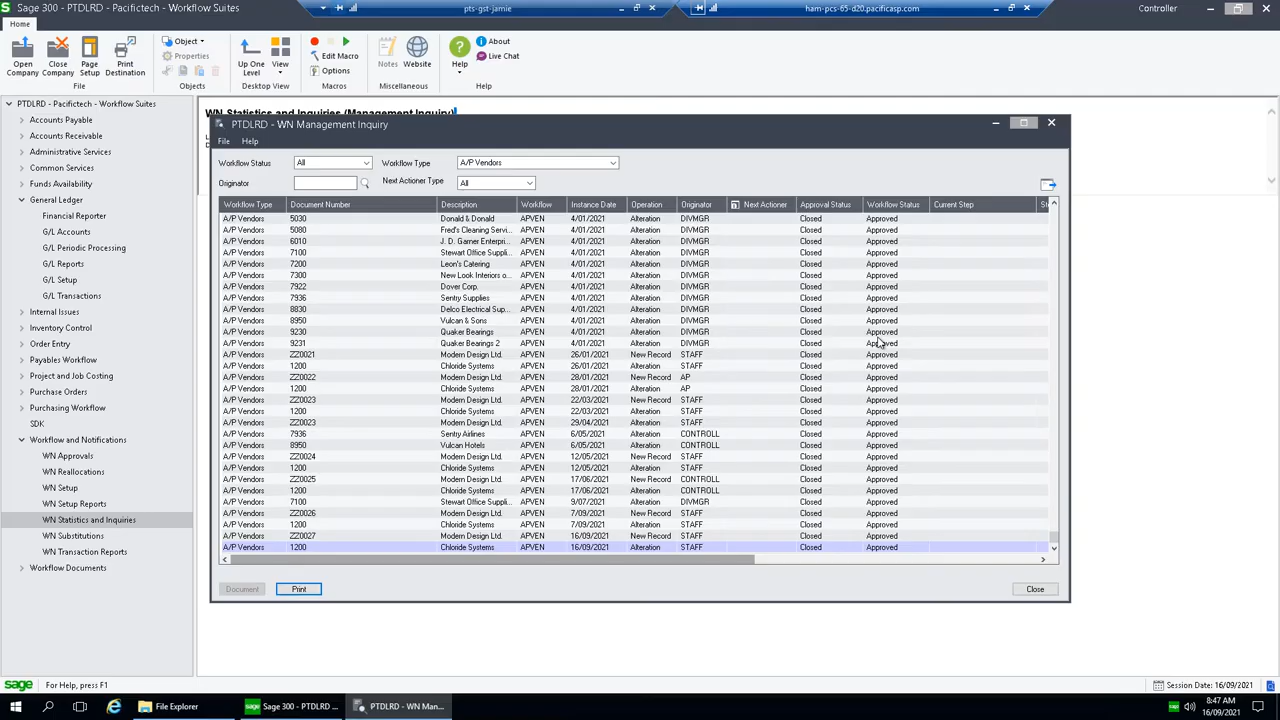 Sage 300 - PTDLRD - Pacifictech - Workflow Suites
pts-gst-jamie
ham-pcs-65-d20.pacificasp.com
Controller
Home
Open Company
Close Company
Page Setup
Print Destination
File
Object
Properties
Objects
Up One Level
View
Desktop View
Edit Macro
Options
Macros
Notes
Website
Miscellaneous
Help
About
Live Chat
Help
PTDLRD - Pacifictech - Workflow Suites
Accounts Payable
Accounts Receivable
Administrative Services
Common Services
Funds Availability
General Ledger
Financial Reporter
G/L Accounts
G/L Periodic Processing
G/L Reports
G/L Setup
G/L Transactions
Internal Issues
Inventory Control
Order Entry
Payables Workflow
Project and Job Costing
Purchase Orders
Purchasing Workflow
SDK
Workflow and Notifications
WN Approvals
WN Reallocations
WN Setup
WN Setup Reports
WN Statistics and Inquiries
WN Substitutions
WN Transaction Reports
Workflow Documents
WN Statistics and Inquiries (Management Inquiry)
PTDLRD - WN Management Inquiry
File Help
Workflow Status All Workflow Type A/P Vendors
Originator Next Actioner Type All
Workflow Type Document Number Description Workflow Instance Date Operation Originator Next Actioner Approval Status Workflow Status Current Step
A/P Vendors 5030 Donald & Donald APVEN 4/01/2021 Alteration DIVMGR Closed Approved
A/P Vendors 5080 Fred's Cleaning Servi... APVEN 4/01/2021 Alteration DIVMGR Closed Approved
A/P Vendors 6010 J. D. Garner Enterpri... APVEN 4/01/2021 Alteration DIVMGR Closed Approved
A/P Vendors 7100 Stewart Office Suppli... APVEN 4/01/2021 Alteration DIVMGR Closed Approved
A/P Vendors 7200 Leon's Catering APVEN 4/01/2021 Alteration DIVMGR Closed Approved
A/P Vendors 7300 New Look Interiors o... APVEN 4/01/2021 Alteration DIVMGR Closed Approved
A/P Vendors 7922 Dover Corp. APVEN 4/01/2021 Alteration DIVMGR Closed Approved
A/P Vendors 7936 Sentry Supplies APVEN 4/01/2021 Alteration DIVMGR Closed Approved
A/P Vendors 8830 Delco Electrical Sup... APVEN 4/01/2021 Alteration DIVMGR Closed Approved
A/P Vendors 8950 Vulcan & Sons APVEN 4/01/2021 Alteration DIVMGR Closed Approved
A/P Vendors 9230 Quaker Bearings APVEN 4/01/2021 Alteration DIVMGR Closed Approved
A/P Vendors 9231 Quaker Bearings 2 APVEN 4/01/2021 Alteration DIVMGR Closed Approved
A/P Vendors ZZ0021 Modern Design Ltd. APVEN 26/01/2021 New Record STAFF Closed Approved
A/P Vendors 1200 Chloride Systems APVEN 26/01/2021 Alteration STAFF Closed Approved
A/P Vendors ZZ0022 Modern Design Ltd. APVEN 28/01/2021 New Record AP Closed Approved
A/P Vendors 1200 Chloride Systems APVEN 28/01/2021 Alteration AP Closed Approved
A/P Vendors ZZ0023 Modern Design Ltd. APVEN 22/03/2021 New Record STAFF Closed Approved
A/P Vendors 1200 Chloride Systems APVEN 22/03/2021 Alteration STAFF Closed Approved
A/P Vendors ZZ0023 Modern Design Ltd. APVEN 29/04/2021 Alteration STAFF Closed Approved
A/P Vendors 7936 Sentry Airlines APVEN 6/05/2021 Alteration CONTROLL Closed Approved
A/P Vendors 8950 Vulcan Hotels APVEN 6/05/2021 Alteration CONTROLL Closed Approved
A/P Vendors ZZ0024 Modern Design Ltd. APVEN 12/05/2021 New Record STAFF Closed Approved
A/P Vendors 1200 Chloride Systems APVEN 12/05/2021 Alteration STAFF Closed Approved
A/P Vendors ZZ0025 Modern Design Ltd. APVEN 17/06/2021 New Record CONTROLL Closed Approved
A/P Vendors 1200 Chloride Systems APVEN 17/06/2021 Alteration CONTROLL Closed Approved
A/P Vendors 7100 Stewart Office Suppli... APVEN 9/07/2021 Alteration DIVMGR Closed Approved
A/P Vendors ZZ0026 Modern Design Ltd. APVEN 7/09/2021 New Record STAFF Closed Approved
A/P Vendors 1200 Chloride Systems APVEN 7/09/2021 Alteration STAFF Closed Approved
A/P Vendors ZZ0027 Modern Design Ltd. APVEN 16/09/2021 New Record STAFF Closed Approved
A/P Vendors 1200 Chloride Systems APVEN 16/09/2021 Alteration STAFF Closed Approved
Document Print Close
sage For Help, press F1 Session Date: 16/09/2021
File Explorer Sage 300 - PTDLRD ... PTDLRD - WN Man... 8:47 AM
16/09/2021